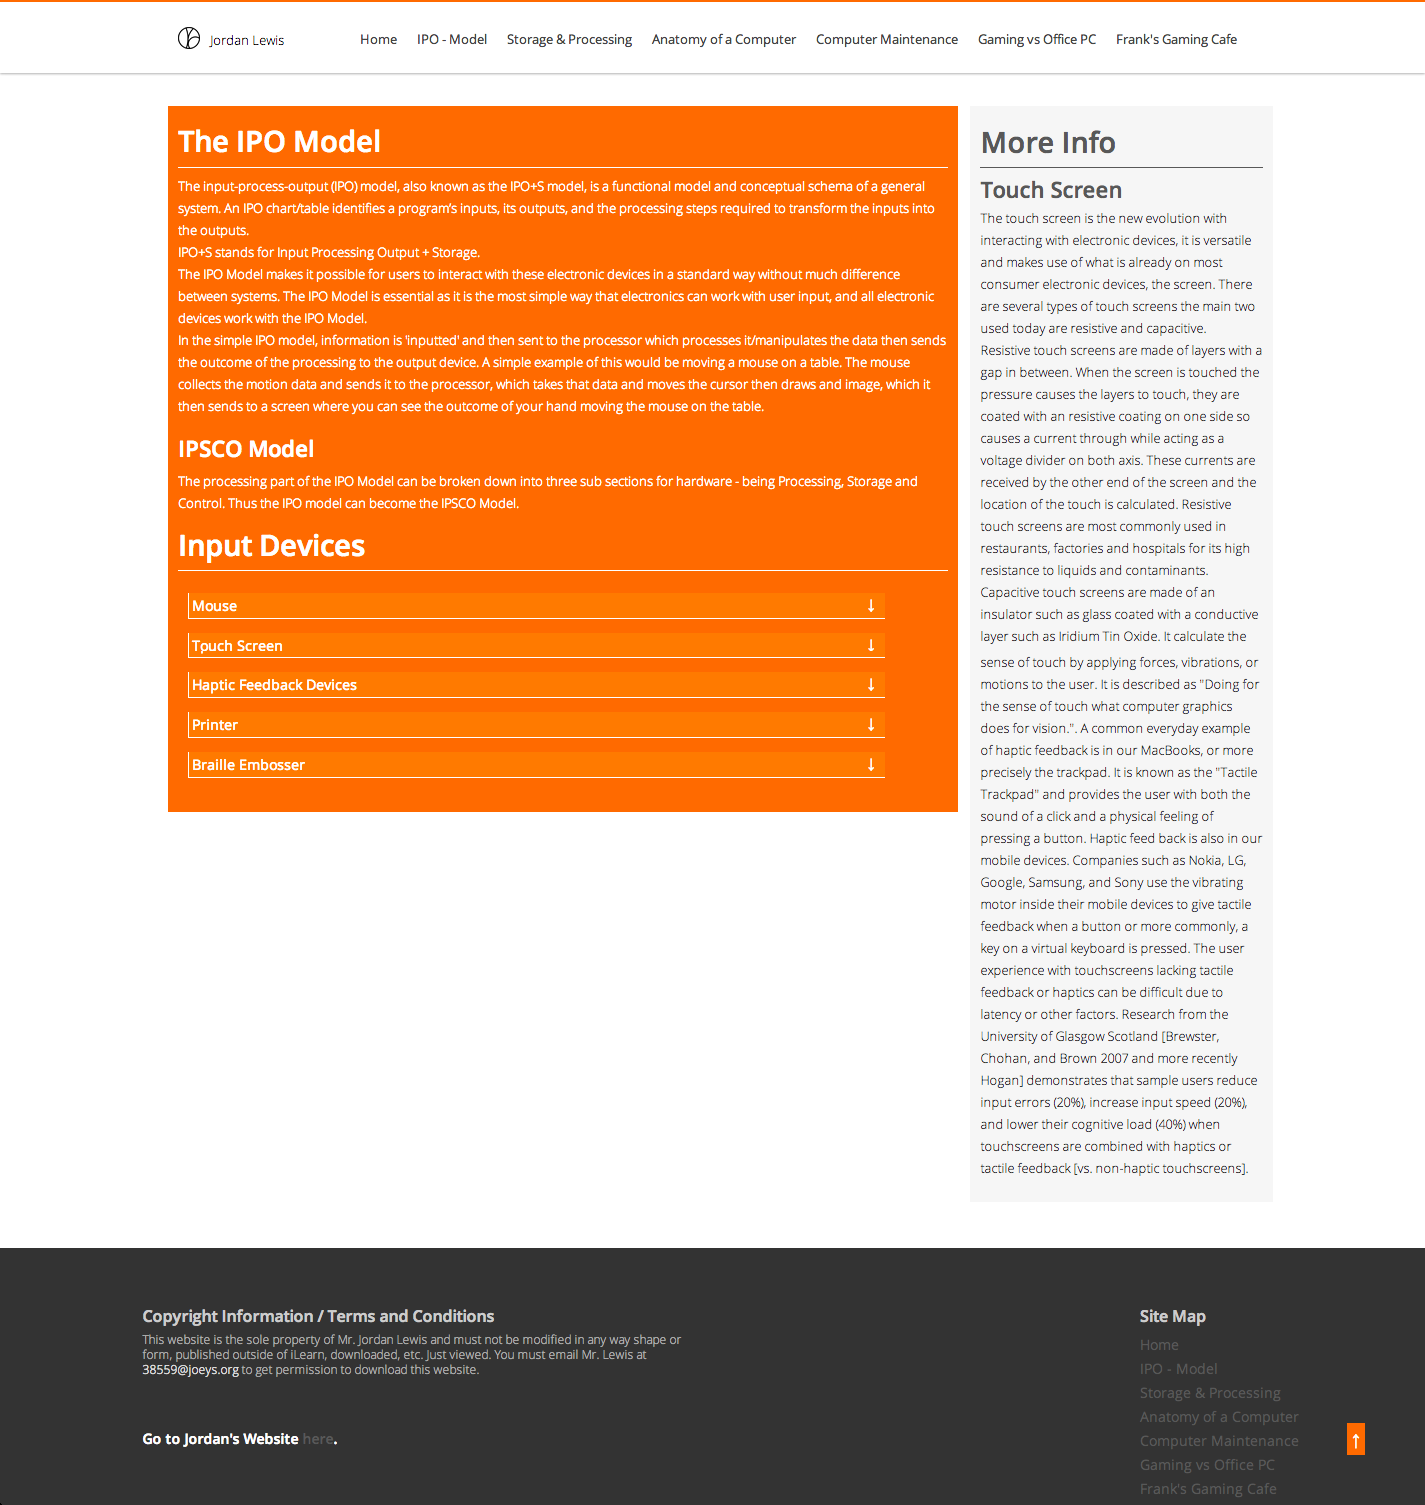 Jordan Lewis
Home
IPO - Model
Storage & Processing
Anatomy of a Computer
Computer Maintenance
Gaming vs Office PC
Frank's Gaming Cafe
The IPO Model
The input-process-output (IPO) model, also known as the IPO+S model, is a functional model and conceptual schema of a general
system. An IPO chart/table identifies a program's inputs, its outputs, and the processing steps required to transform the inputs into
the outputs.
IPO+S stands for Input Processing Output + Storage.
The IPO Model makes it possible for users to interact with these electronic devices in a standard way without much difference
between systems. The IPO Model is essential as it is the most simple way that electronics can work with user input, and all electronic
devices work with the IPO Model.
In the simple IPO model, information is 'inputted' and then sent to the processor which processes it/manipulates the data then sends
the outcome of the processing to the output device. A simple example of this would be moving a mouse on a table. The mouse
collects the motion data and sends it to the processor, which takes that data and moves the cursor then draws and image, which it
then sends to a screen where you can see the outcome of your hand moving the mouse on the table.
IPSCO Model
The processing part of the IPO Model can be broken down into three sub sections for hardware - being Processing, Storage and
Control. Thus the IPO model can become the IPSCO Model.
Input Devices
Mouse ↓
Touch Screen ↓
Haptic Feedback Devices ↓
Printer ↓
Braille Embosser ↓
More Info
Touch Screen
The touch screen is the new evolution with
interacting with electronic devices, it is versatile
and makes use of what is already on most
consumer electronic devices, the screen. There
are several types of touch screens the main two
used today are resistive and capacitive.
Resistive touch screens are made of layers with a
gap in between. When the screen is touched the
pressure causes the layers to touch, they are
coated with an resistive coating on one side so
causes a current through while acting as a
voltage divider on both axis. These currents are
received by the other end of the screen and the
location of the touch is calculated. Resistive
touch screens are most commonly used in
restaurants, factories and hospitals for its high
resistance to liquids and contaminants.
Capacitive touch screens are made of an
insulator such as glass coated with a conductive
layer such as Iridium Tin Oxide. It calculate the
sense of touch by applying forces, vibrations, or
motions to the user. It is described as "Doing for
the sense of touch what computer graphics
does for vision.". A common everyday example
of haptic feedback is in our MacBooks, or more
precisely the trackpad. It is known as the "Tactile
Trackpad" and provides the user with both the
sound of a click and a physical feeling of
pressing a button. Haptic feed back is also in our
mobile devices. Companies such as Nokia, LG,
Google, Samsung, and Sony use the vibrating
motor inside their mobile devices to give tactile
feedback when a button or more commonly, a
key on a virtual keyboard is pressed. The user
experience with touchscreens lacking tactile
feedback or haptics can be difficult due to
latency or other factors. Research from the
University of Glasgow Scotland [Brewster,
Chohan, and Brown 2007 and more recently
Hogan] demonstrates that sample users reduce
input errors (20%), increase input speed (20%),
and lower their cognitive load (40%) when
touchscreens are combined with haptics or
tactile feedback [vs. non-haptic touchscreens].
Copyright Information / Terms and Conditions
This website is the sole property of Mr. Jordan Lewis and must not be modified in any way shape or
form, published outside of iLearn, downloaded, etc. Just viewed. You must email Mr. Lewis at
38559@joeys.org to get permission to download this website.
Go to Jordan's Website here.
Site Map
Home
IPO - Model
Storage & Processing
Anatomy of a Computer
Computer Maintenance
Gaming vs Office PC
Frank's Gaming Cafe
↑